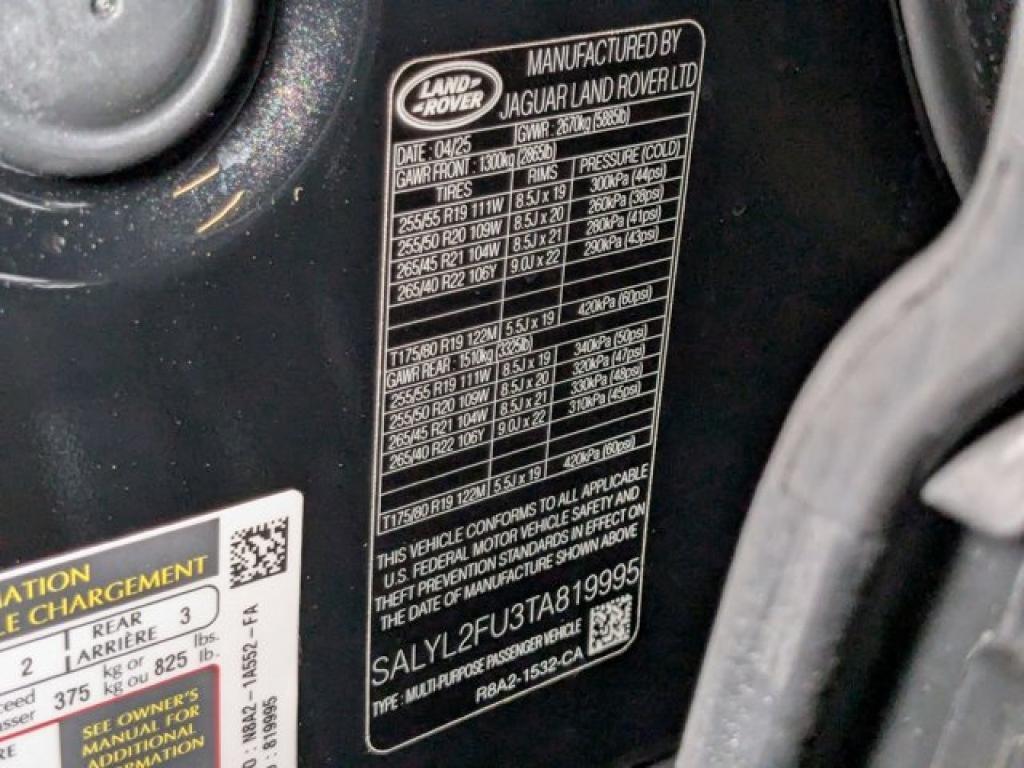 LAND-
-ROVER
MANUFACTURED BY
JAGUAR LAND ROVER LTD
DATE : 04/25 GVWR : 2670kg (5885lb)
GAWR FRONT : 1300kg (2865lb)
TIRES RIMS PRESSURE (COLD)
255/55 R19 111W 8.5J x 19 300kPa (44psi)
255/50 R20 109W 8.5J x 20 260kPa (38psi)
265/45 R21 104W 8.5J x 21 280kPa (41psi)
265/40 R22 106Y 9.0J x 22 290kPa (43psi)
T175/80 R19 122M 5.5J x 19 420kPa (60psi)
GAWR REAR : 1510kg (3325lb)
255/55 R19 111W 8.5J x 19 340kPa (50psi)
255/50 R20 109W 8.5J x 20 320kPa (47psi)
265/45 R21 104W 8.5J x 21 330kPa (48psi)
265/40 R22 106Y 9.0J x 22 310kPa (45psi)
T175/80 R19 122M 5.5J x 19 420kPa (60psi)
THIS VEHICLE CONFORMS TO ALL APPLICABLE
U.S. FEDERAL MOTOR VEHICLE SAFETY AND
THEFT PREVENTION STANDARDS IN EFFECT ON
THE DATE OF MANUFACTURE SHOWN ABOVE
SALYL2FU3TA819995
TYPE : MULTI-PURPOSE PASSENGER VEHICLE
R8A2-1532-CA
MATION
LE CHARGEMENT
2 REAR 3
ARRIÈRE
ceed 375 kg or 825 lbs.
asser kg ou lb.
RE
SEE OWNER'S
MANUAL FOR
ADDITIONAL
RMATION
D : N8A2-1A552-FA
D : 819995